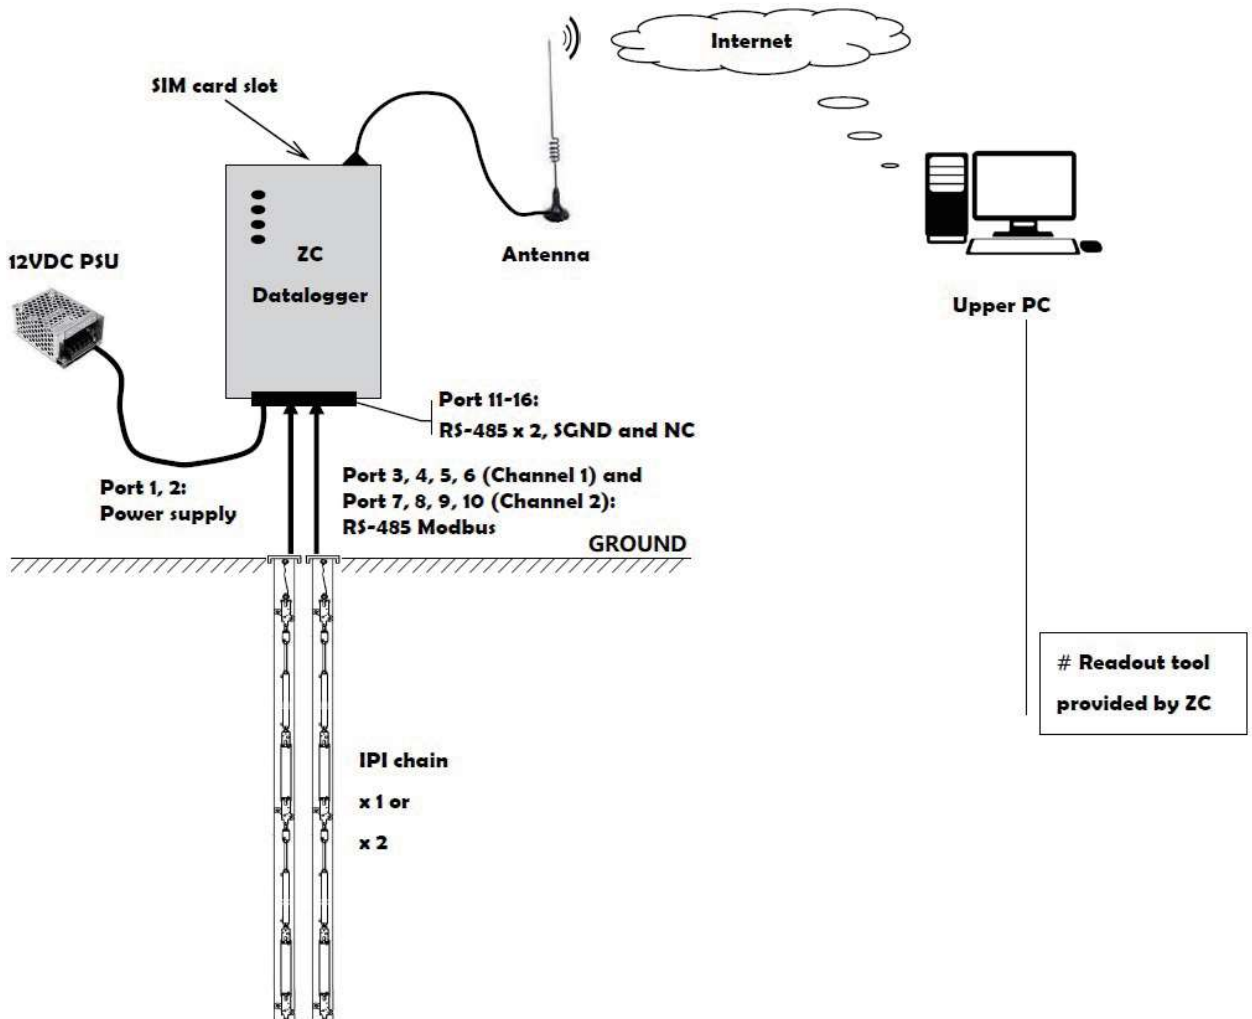 Internet
SIM card slot
ZC
Datalogger
Antenna
12VDC PSU
Upper PC
Port 11-16:
RS-485 x 2, SGND and NC
Port 3, 4, 5, 6 (Channel 1) and
Port 7, 8, 9, 10 (Channel 2):
RS-485 Modbus
Port 1, 2:
Power supply
GROUND
# Readout tool
provided by ZC
IPI chain
x 1 or
x 2